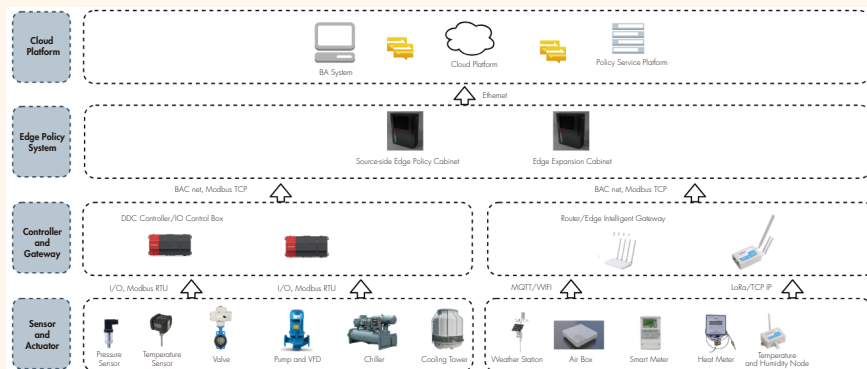 Cloud
Platform
BA System
Cloud Platform
Policy Service Platform
Ethernet
Edge Policy
System
Source-side Edge Policy Cabinet
Edge Expansion Cabinet
BAC net, Modbus TCP
BAC net, Modbus TCP
Controller
and
Gateway
DDC Controller/IO Control Box
Router/Edge Intelligent Gateway
I/O, Modbus RTU
I/O, Modbus RTU
MQTT/WIFI
LoRa/TCP IP
Sensor
and
Actuator
Pressure
Sensor
Temperature
Sensor
Valve
Pump and VFD
Chiller
Cooling Tower
Weather Station
Air Box
Smart Meter
Heat Meter
Temperature
and Humidity Node